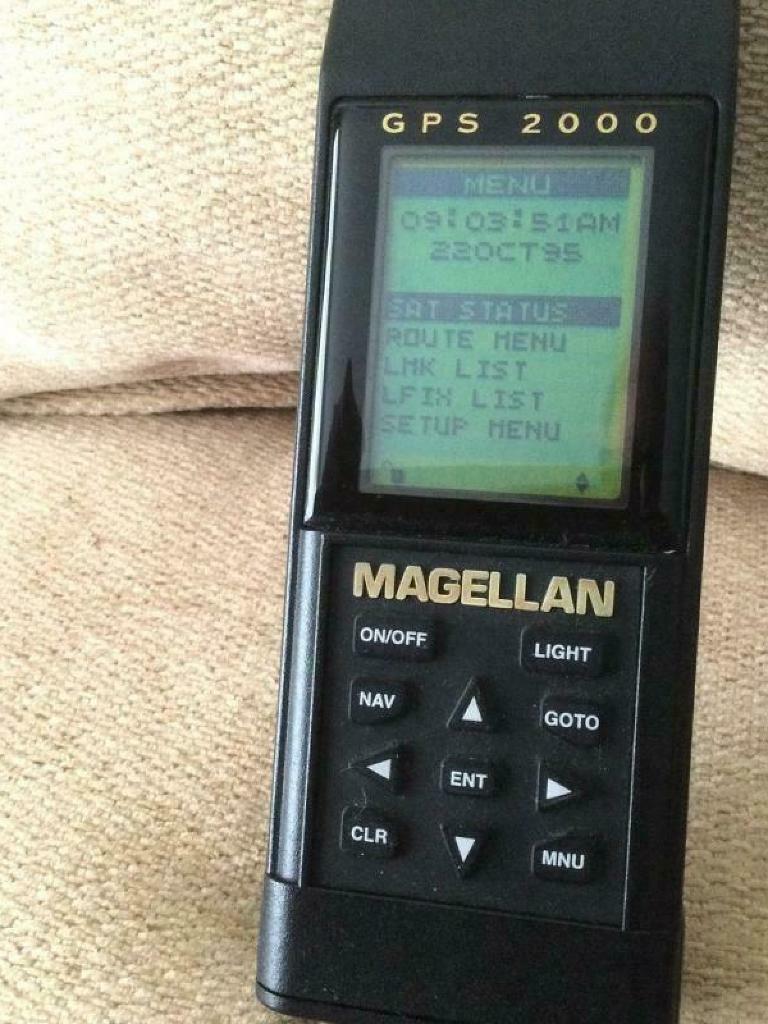 GPS 2000
MENU
09:03:51AM
22OCT95
SAT STATUS
ROUTE MENU
LMK LIST
LFIX LIST
SETUP MENU
MAGELLAN
ON/OFF
LIGHT
NAV
GOTO
ENT
CLR
MNU